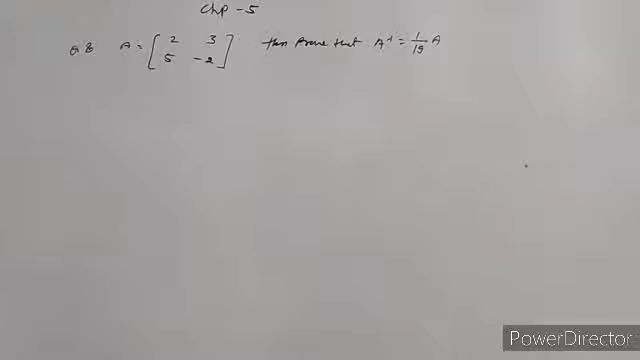 Chp - 5
Q 8 A = [ 2 3 then prove that A⁻¹ = 1/19 A
5 -2 ]
PowerDirector